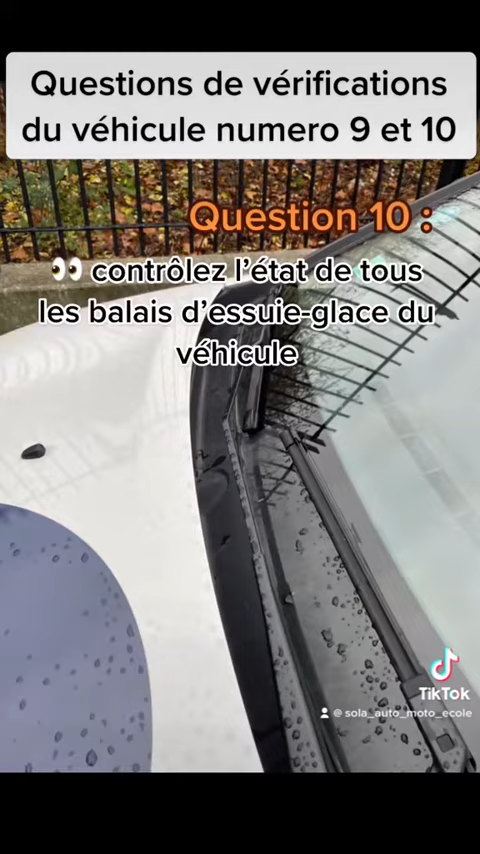 Questions de vérifications
du véhicule numero 9 et 10
Question 10 :
👀 contrôlez l'état de tous
les balais d'essuie-glace du
véhicule
TikTok
@ sola_auto_moto_ecole